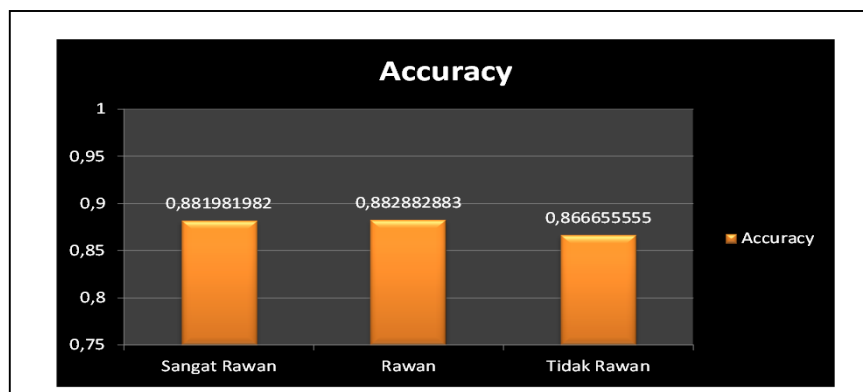 Accuracy
1
0,95
0,9
0,85
0,8
0,75
0,881981982
0,882882883
0,866655555
Sangat Rawan
Rawan
Tidak Rawan
Accuracy